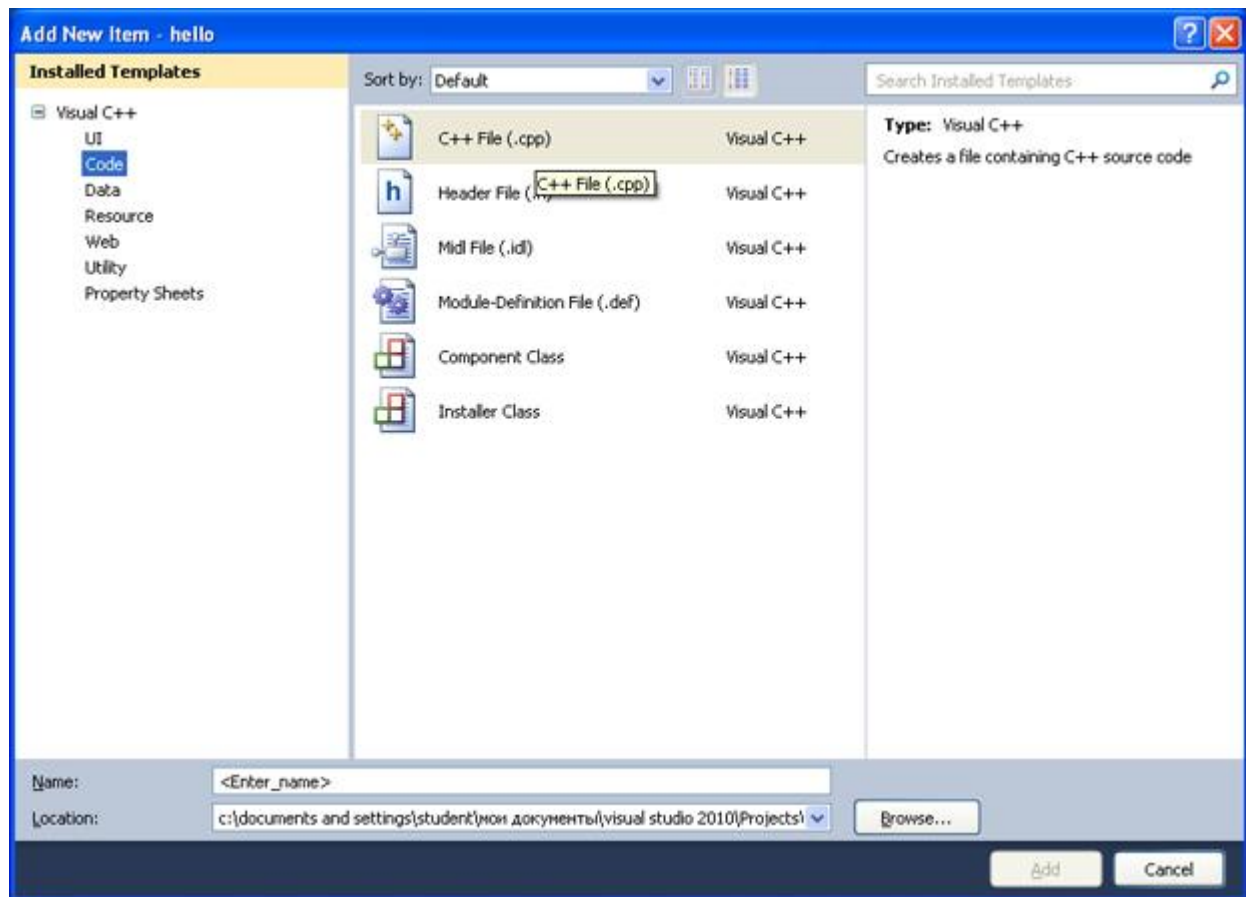 Add New Item - hello
Installed Templates
Visual C++
UI
Code
Data
Resource
Web
Utility
Property Sheets
Sort by: Default
C++ File (.cpp) Visual C++
C++ File (.cpp)
Header File ( Visual C++
Midl File (.idl) Visual C++
Module-Definition File (.def) Visual C++
Component Class Visual C++
Installer Class Visual C++
Search Installed Templates
Type: Visual C++
Creates a file containing C++ source code
Name: <Enter_name>
Location: c:\documents and settings\student\мои документы\visual studio 2010\Projects\
Browse...
Add Cancel